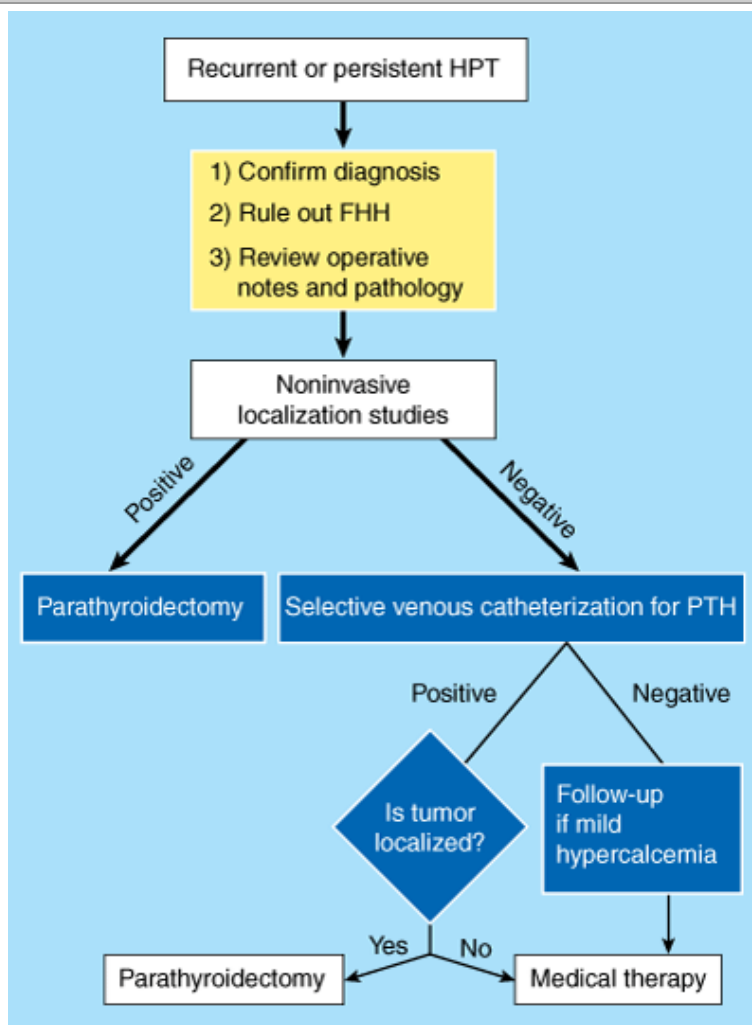 Recurrent or persistent HPT
1) Confirm diagnosis
2) Rule out FHH
3) Review operative
notes and pathology
Noninvasive
localization studies
Positive
Negative
Parathyroidectomy
Selective venous catheterization for PTH
Positive
Negative
Is tumor
localized?
Follow-up
if mild
hypercalcemia
Yes
No
Parathyroidectomy
Medical therapy